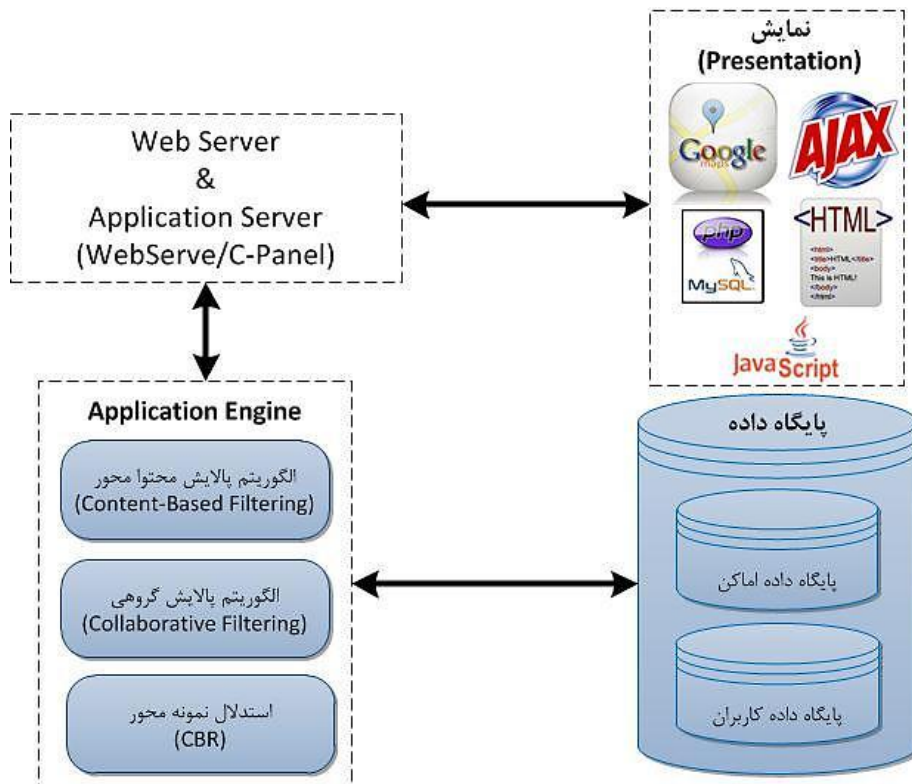 نمایش
(Presentation)
Google
maps
AJAX
php
MySQL
<HTML>
<html>
<title>HTML</title>
<body>
This is HTML!
</body>
</html>
JavaScript
Web Server
&
Application Server
(WebServe/C-Panel)
Application Engine
الگوریتم پالایش محتوا محور
(Content-Based Filtering)
الگوریتم پالایش گروهی
(Collaborative Filtering)
استدلال نمونه محور
(CBR)
پایگاه داده
پایگاه داده اماکن
پایگاه داده کاربران